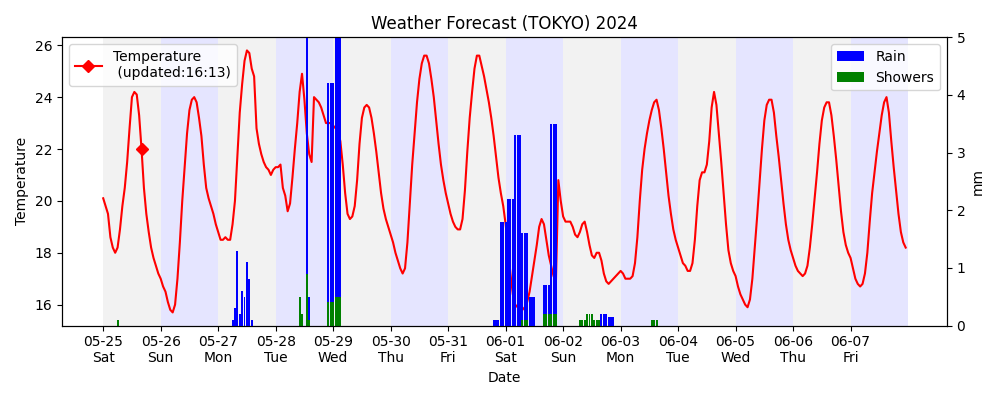 Weather Forecast (TOKYO) 2024
Temperature
(updated:16:13)
Rain
Showers
Temperature
26
24
22
20
18
16
5
4
3
2
1
0
mm
05-25 05-26 05-27 05-28 05-29 05-30 05-31 06-01 06-02 06-03 06-04 06-05 06-06 06-07
Sat Sun Mon Tue Wed Thu Fri Sat Sun Mon Tue Wed Thu Fri
Date